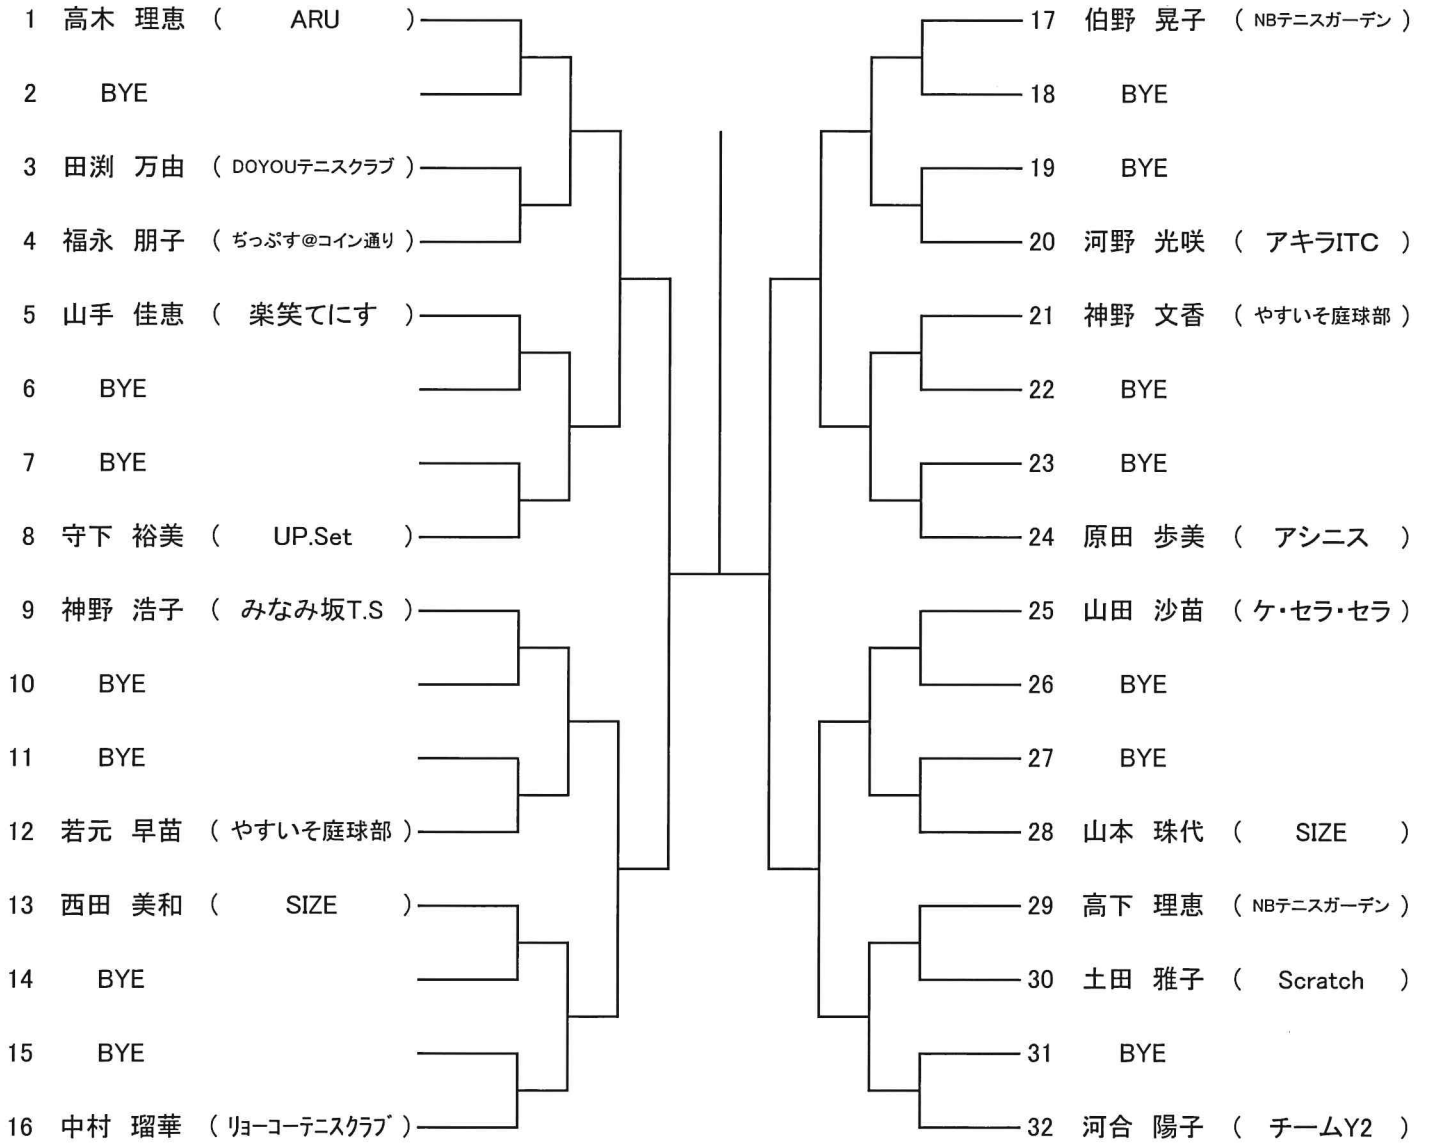 1 高木 理恵 ( ARU )
2 BYE
3 田渕 万由 ( DOYOUテニスクラブ )
4 福永 朋子 ( ぢっぷす@コイン通り )
5 山手 佳恵 ( 楽笑てにす )
6 BYE
7 BYE
8 守下 裕美 ( UP.Set )
9 神野 浩子 ( みなみ坂T.S )
10 BYE
11 BYE
12 若元 早苗 ( やすいそ庭球部 )
13 西田 美和 ( SIZE )
14 BYE
15 BYE
16 中村 瑠華 ( ﾘｮｰｺｰﾃﾆｽｸﾗﾌﾞ )
17 伯野 晃子 ( NBテニスガーデン )
18 BYE
19 BYE
20 河野 光咲 ( アキラITC )
21 神野 文香 ( やすいそ庭球部 )
22 BYE
23 BYE
24 原田 歩美 ( アシニス )
25 山田 沙苗 ( ケ・セラ・セラ )
26 BYE
27 BYE
28 山本 珠代 ( SIZE )
29 高下 理恵 ( NBテニスガーデン )
30 土田 雅子 ( Scratch )
31 BYE
32 河合 陽子 ( チームY2 )